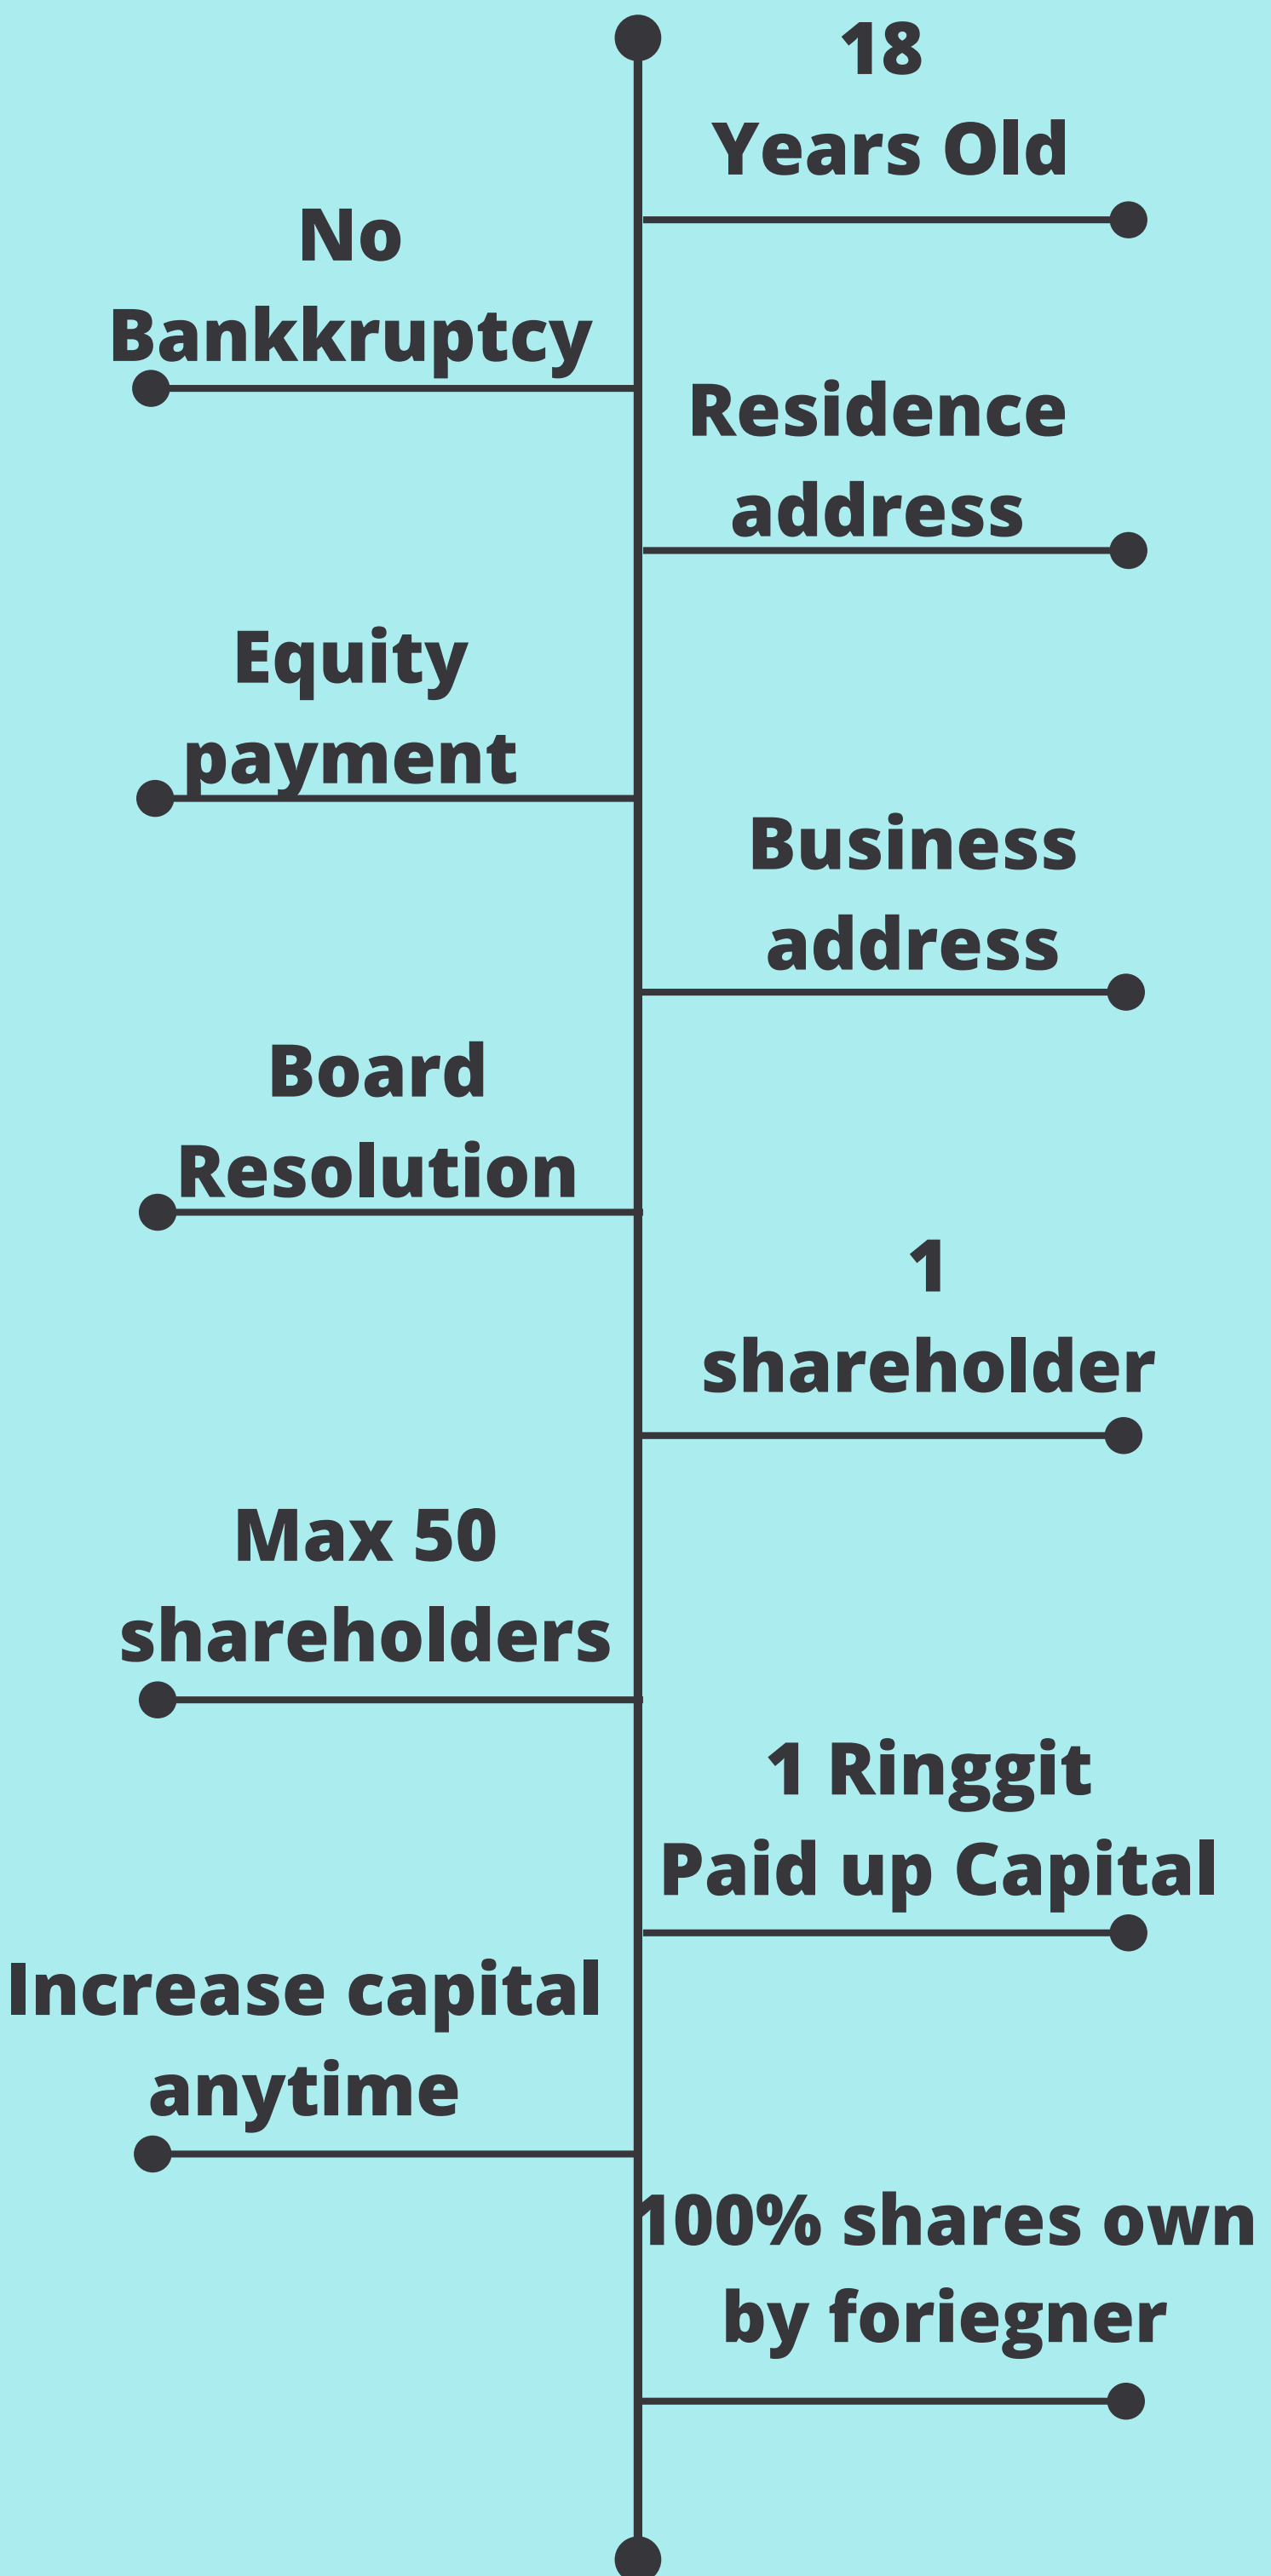 18
Years Old
No
Bankkruptcy
Residence
address
Equity
payment
Business
address
Board
Resolution
1
shareholder
Max 50
shareholders
1 Ringgit
Paid up Capital
Increase capital
anytime
100% shares own
by foriegner